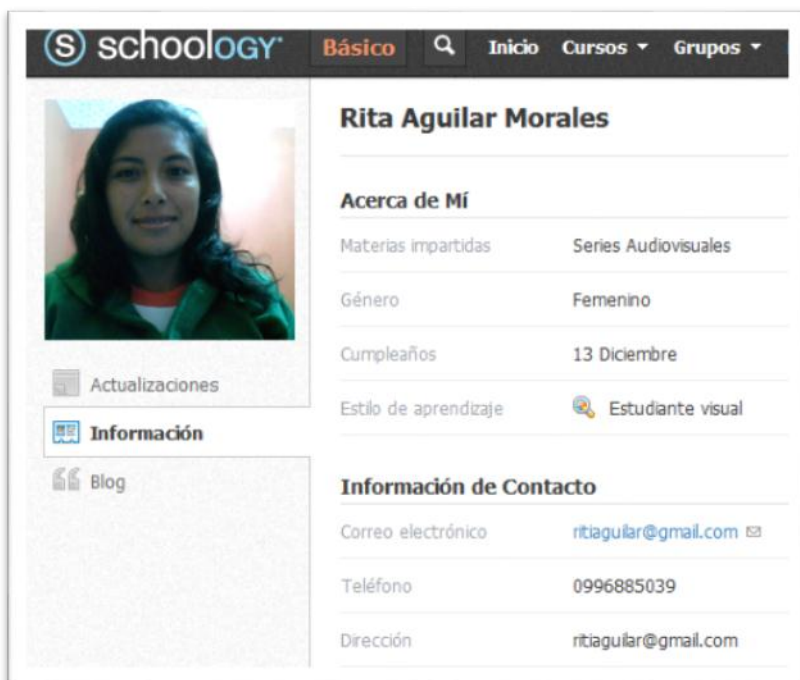 schoology Básico Inicio Cursos Grupos
Rita Aguilar Morales
Acerca de Mí
Materias impartidas Series Audiovisuales
Género Femenino
Cumpleaños 13 Diciembre
Estilo de aprendizaje Estudiante visual
Actualizaciones
Información
Blog
Información de Contacto
Correo electrónico ritiaguilar@gmail.com
Teléfono 0996885039
Dirección ritiaguilar@gmail.com